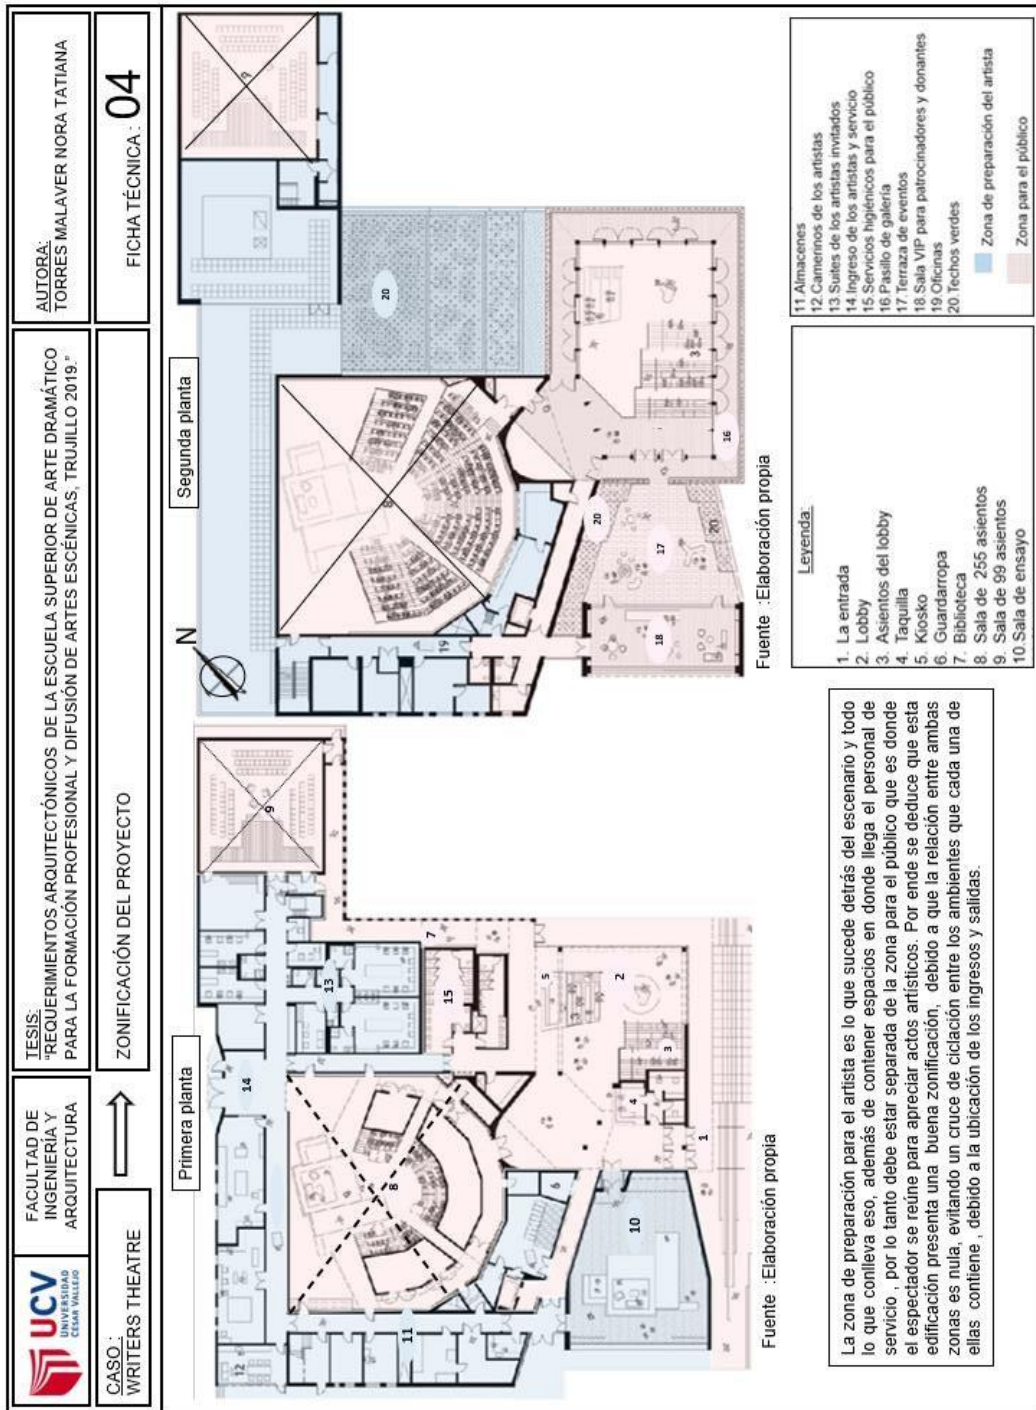 UCV
UNIVERSIDAD
CÉSAR VALLEJO
FACULTAD DE
INGENIERÍA Y
ARQUITECTURA
TESIS:
"REQUERIMIENTOS ARQUITECTÓNICOS DE LA ESCUELA SUPERIOR DE ARTE DRAMÁTICO
PARA LA FORMACIÓN PROFESIONAL Y DIFUSIÓN DE ARTES ESCÉNICAS, TRUJILLO 2019."
AUTORA:
TORRES MALAVER NORA TATIANA
CASO :
WRITERS THEATRE
ZONIFICACIÓN DEL PROYECTO
FICHA TÉCNICA: 04
Primera planta
14
13
9
12
11
8
15
7
6
5
2
3
4
10
1
Fuente :Elaboración propia
N
Segunda planta
9
20
8
19
3
20
17
20
16
18
Fuente :Elaboración propia
La zona de preparación para el artista es lo que sucede detrás del escenario y todo
lo que conlleva eso, además de contener espacios en donde llega el personal de
servicio, por lo tanto debe estar separada de la zona para el público que es donde
el espectador se reúne para apreciar actos artísticos. Por ende se deduce que esta
edificación presenta una buena zonificación, debido a que la relación entre ambas
zonas es nula, evitando un cruce de ciclación entre los ambientes que cada una de
ellas contiene , debido a la ubicación de los ingresos y salidas.
Leyenda:
1. La entrada
2. Lobby
3. Asientos del lobby
4. Taquilla
5. Kiosko
6. Guardarropa
7. Biblioteca
8. Sala de 255 asientos
9. Sala de 99 asientos
10.Sala de ensayo
11.Almacenes
12.Camerinos de los artistas
13.Suites de los artistas invitados
14.Ingreso de los artistas y servicio
15.Servicios higiénicos para el público
16.Pasillo de galería
17.Terraza de eventos
18.Sala VIP para patrocinadores y donantes
19.Oficinas
20.Techos verdes
Zona de preparación del artista
Zona para el público